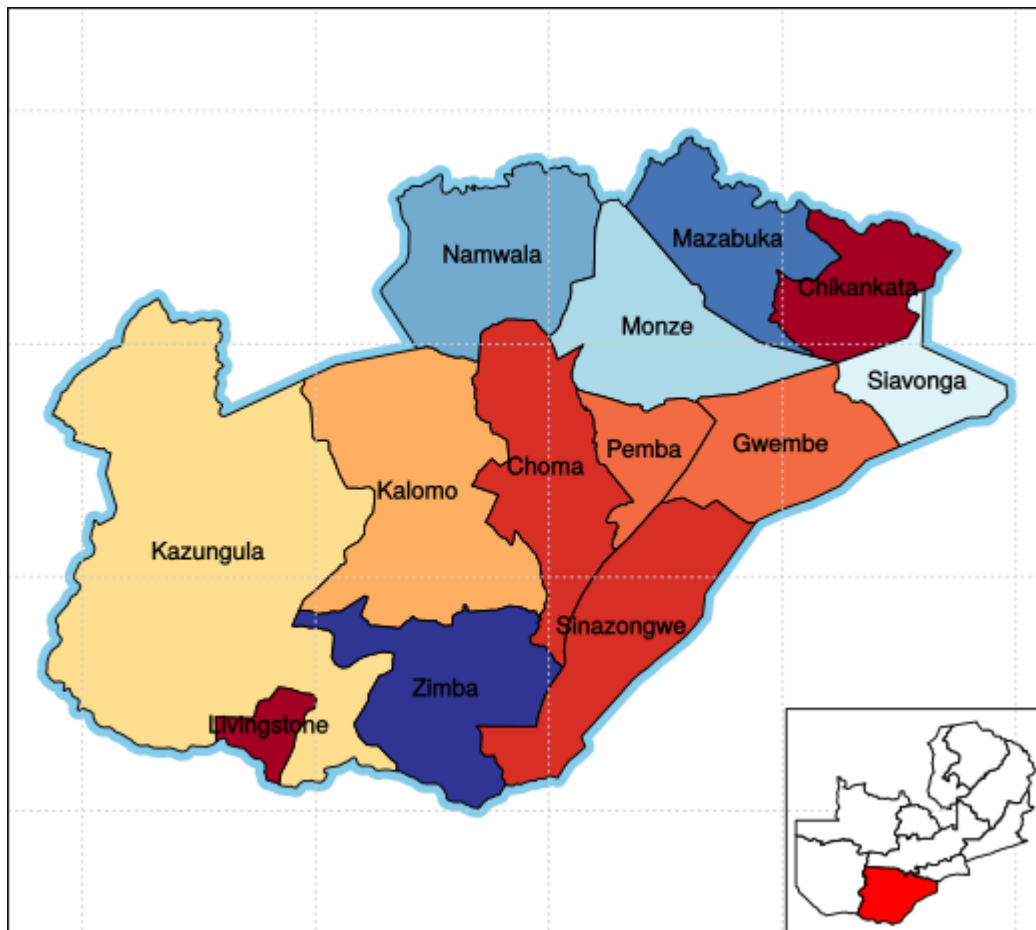 Mazabuka
Namwala
Chikankata
Monze
Siavonga
Gwembe
Pemba
Choma
Kalomo
Kazungula
Sinazongwe
Zimba
Livingstone